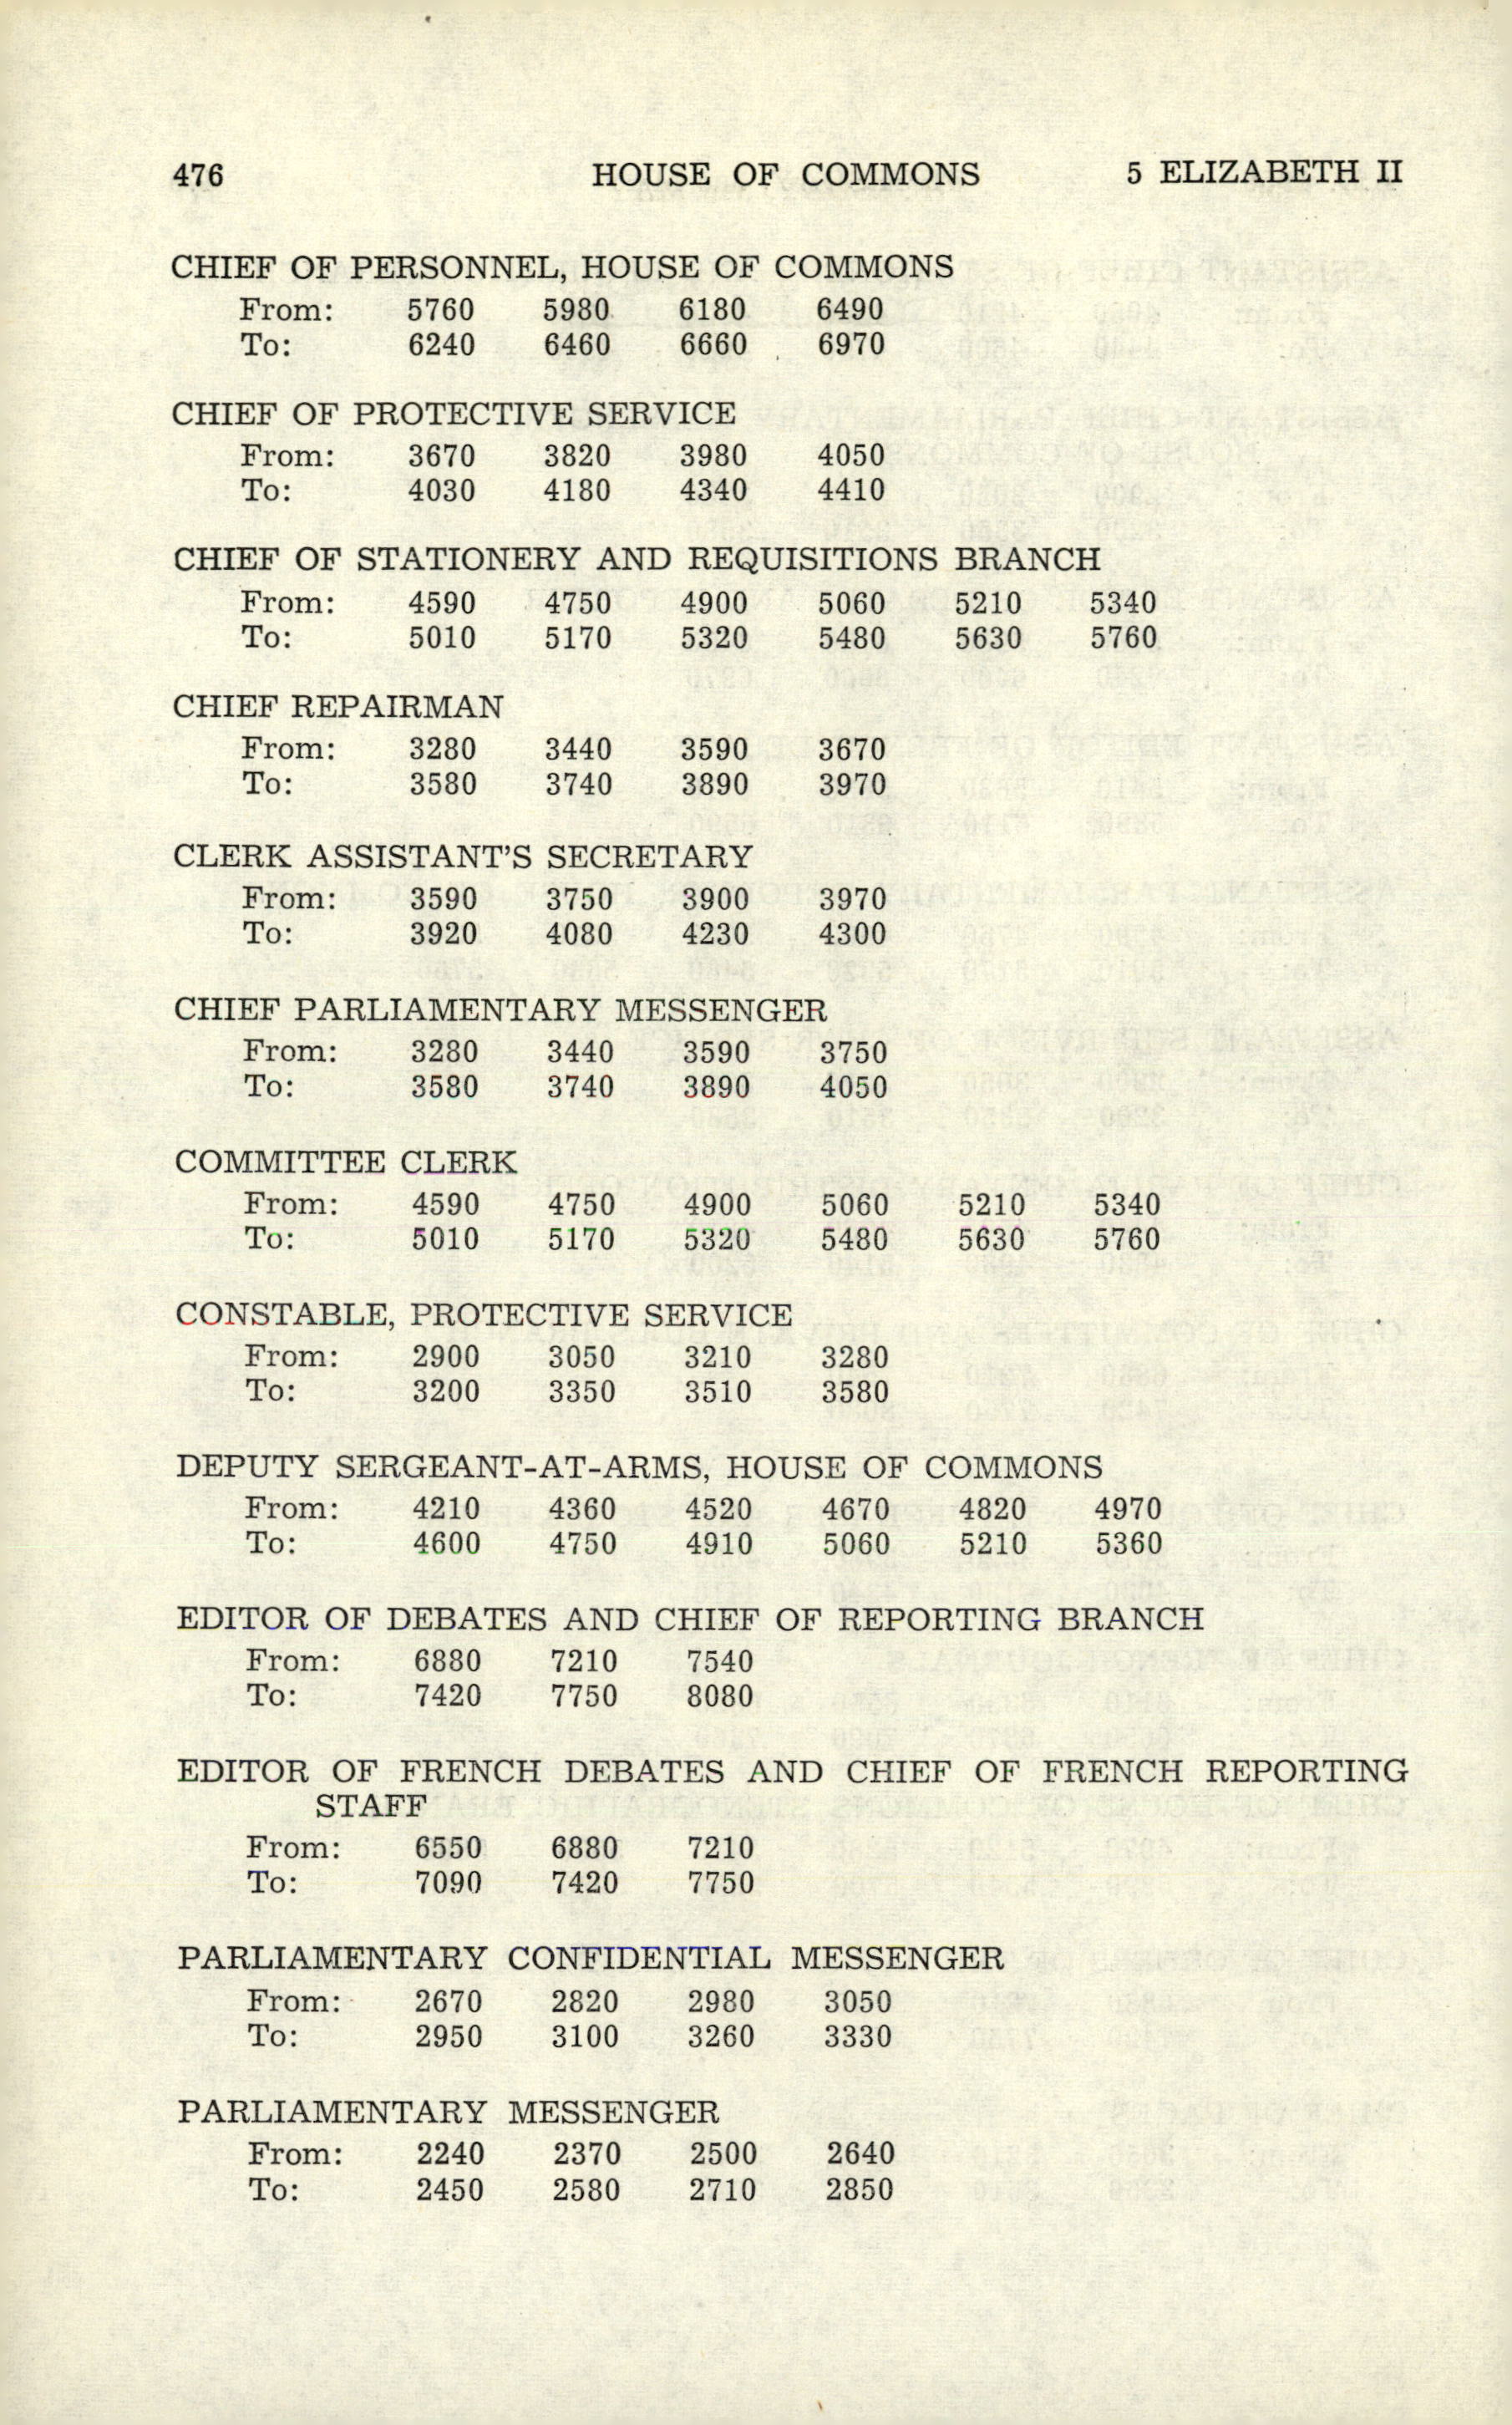 476 HOUSE OF COMMONS 5 ELIZABETH II
CHIEF OF PERSONNEL, HOUSE OF COMMONS
From: 5760 5980 6180 6490
To: 6240 6460 6660 6970
CHIEF OF PROTECTIVE SERVICE
From: 3670 3820 3980 4050
To: 4030 4180 4340 4410
CHIEF OF STATIONERY AND REQUISITIONS BRANCH
From: 4590 4750 4900 5060 5210 5340
To: 5010 5170 5320 5480 5630 5760
CHIEF REPAIRMAN
From: 3280 3440 3590 3670
To: 3580 3740 3890 3970
CLERK ASSISTANT'S SECRETARY
From: 3590 3750 3900 3970
To: 3920 4080 4230 4300
CHIEF PARLIAMENTARY MESSENGER
From: 3280 3440 3590 3750
To: 3580 3740 3890 4050
COMMITTEE CLERK
From: 4590 4750 4900 5060 5210 5340
To: 5010 5170 5320 5480 5630 5760
CONSTABLE, PROTECTIVE SERVICE
From: 2900 3050 3210 3280
To: 3200 3350 3510 3580
DEPUTY SERGEANT-AT-ARMS, HOUSE OF COMMONS
From: 4210 4360 4520 4670 4820 4970
To: 4600 4750 4910 5060 5210 5360
EDITOR OF DEBATES AND CHIEF OF REPORTING BRANCH
From: 6880 7210 7540
To: 7420 7750 8080
EDITOR OF FRENCH DEBATES AND CHIEF OF FRENCH REPORTING
STAFF
From: 6550 6880 7210
To: 7090 7420 7750
PARLIAMENTARY CONFIDENTIAL MESSENGER
From: 2670 2820 2980 3050
To: 2950 3100 3260 3330
PARLIAMENTARY MESSENGER
From: 2240 2370 2500 2640
To: 2450 2580 2710 2850